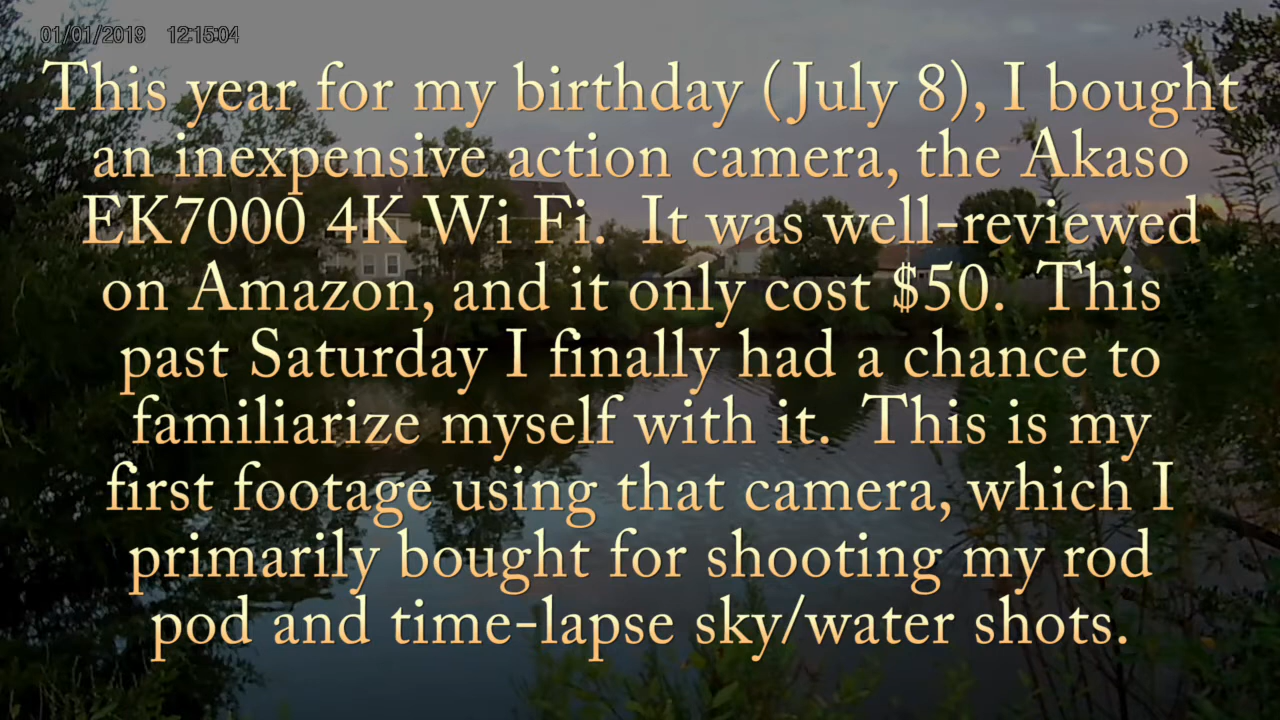 01/01/2019 12:15:04
This year for my birthday (July 8), I bought
an inexpensive action camera, the Akaso
EK7000 4K Wi Fi. It was well-reviewed
on Amazon, and it only cost $50. This
past Saturday I finally had a chance to
familiarize myself with it. This is my
first footage using that camera, which I
primarily bought for shooting my rod
pod and time-lapse sky/water shots.